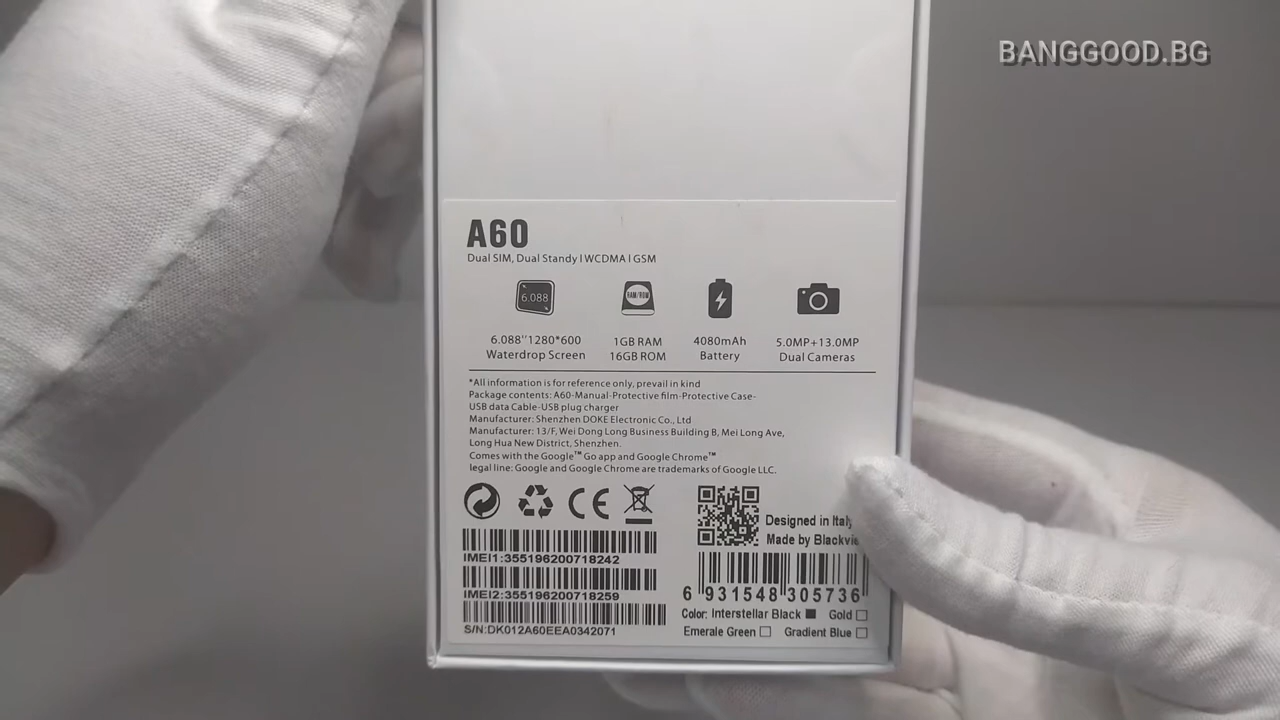 BANGGOOD.BG
A60
Dual SIM, Dual Standy I WCDMA I GSM
6.088
RAM/ROM
6.088''1280*600
Waterdrop Screen
1GB RAM
16GB ROM
4080mAh
Battery
5.0MP+13.0MP
Dual Cameras
*All information is for reference only, prevail in kind
Package contents: A60-Manual-Protective film-Protective Case-
USB data Cable-USB plug charger
Manufacturer: Shenzhen DOKE Electronic Co., Ltd
Manufacturer: 13/F, Wei Dong Long Business Building B, Mei Long Ave,
Long Hua New District, Shenzhen.
Comes with the Google™ Go app and Google Chrome™
legal line: Google and Google Chrome are trademarks of Google LLC.
CE
Designed in Italy
Made by Blackvie
IMEI1:355196200718242
IMEI2:355196200718259
S/N:DK012A60EEA0342071
6 931548 305736
Color: Interstellar Black Gold
Emerale Green Gradient Blue